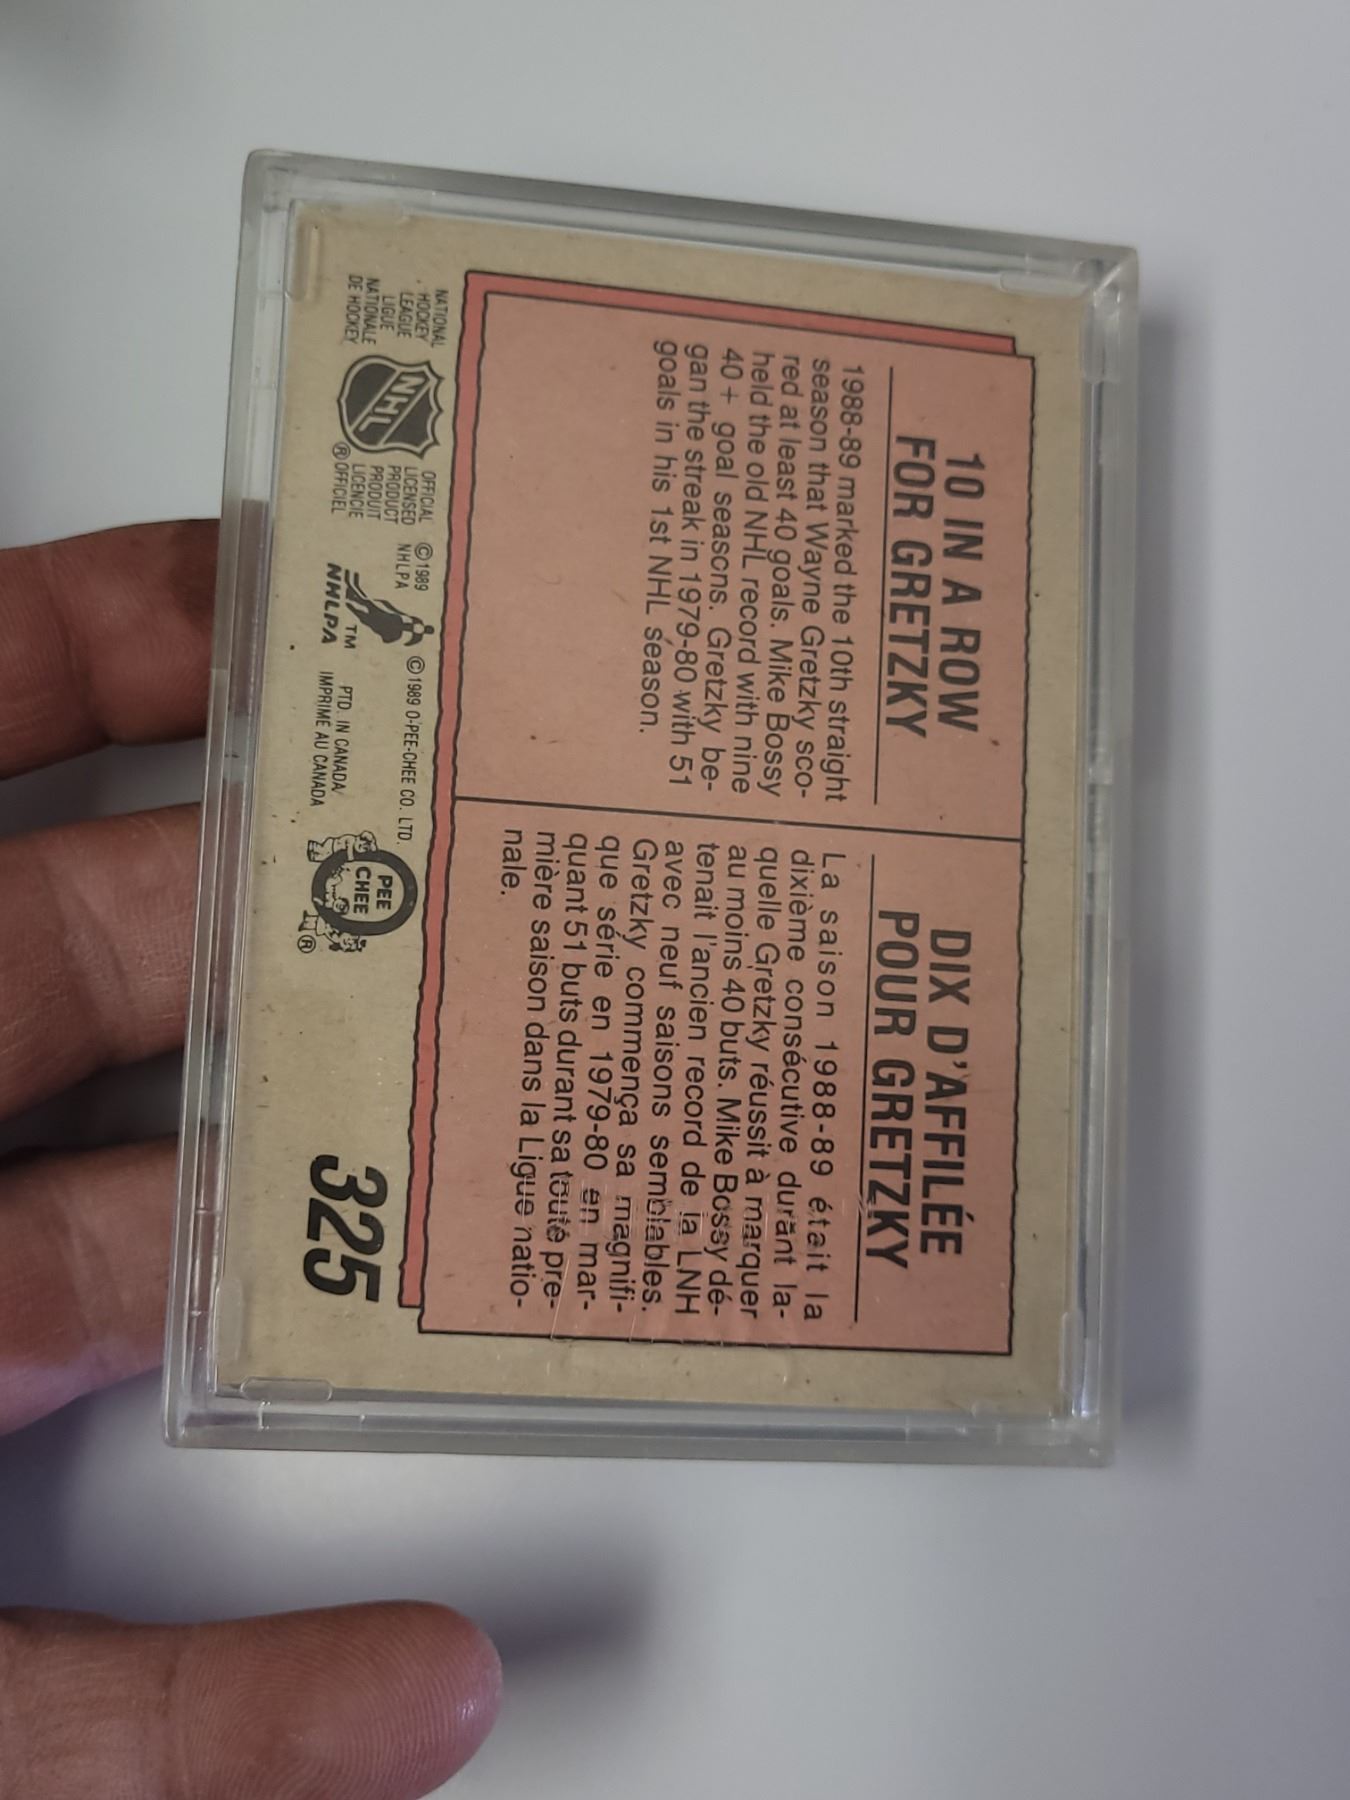 10 IN A ROW
FOR GRETZKY
1988-89 marked the 10th straight
season that Wayne Gretzky sco-
red at least 40 goals. Mike Bossy
held the old NHL record with nine
40+ goal seasons. Gretzky be-
gan the streak in 1979-80 with 51
goals in his 1st NHL season.
DIX D'AFFILÉE
POUR GRETZKY
La saison 1988-89 était la
dixième consécutive durant la-
quelle Gretzky réussit à marquer
au moins 40 buts. Mike Bossy dé-
tenait l'ancien record de la LNH
avec neuf saisons semblables.
Gretzky commença sa magnifi-
que série en 1979-80 en mar-
quant 51 buts durant sa toute pre-
mière saison dans la Ligue natio-
nale.
NATIONAL
HOCKEY
LEAGUE
LIGUE
NATIONALE
DE HOCKEY
NHL
OFFICIAL
LICENSED
PRODUCT
PRODUIT
LICENCIE
® OFFICIEL
© 1989
NHLPA
TM
NHLPA
© 1989 O-PEE-CHEE CO. LTD.
PTD. IN CANADA/
IMPRIME AU CANADA
O
PEE
CHEE
®
325